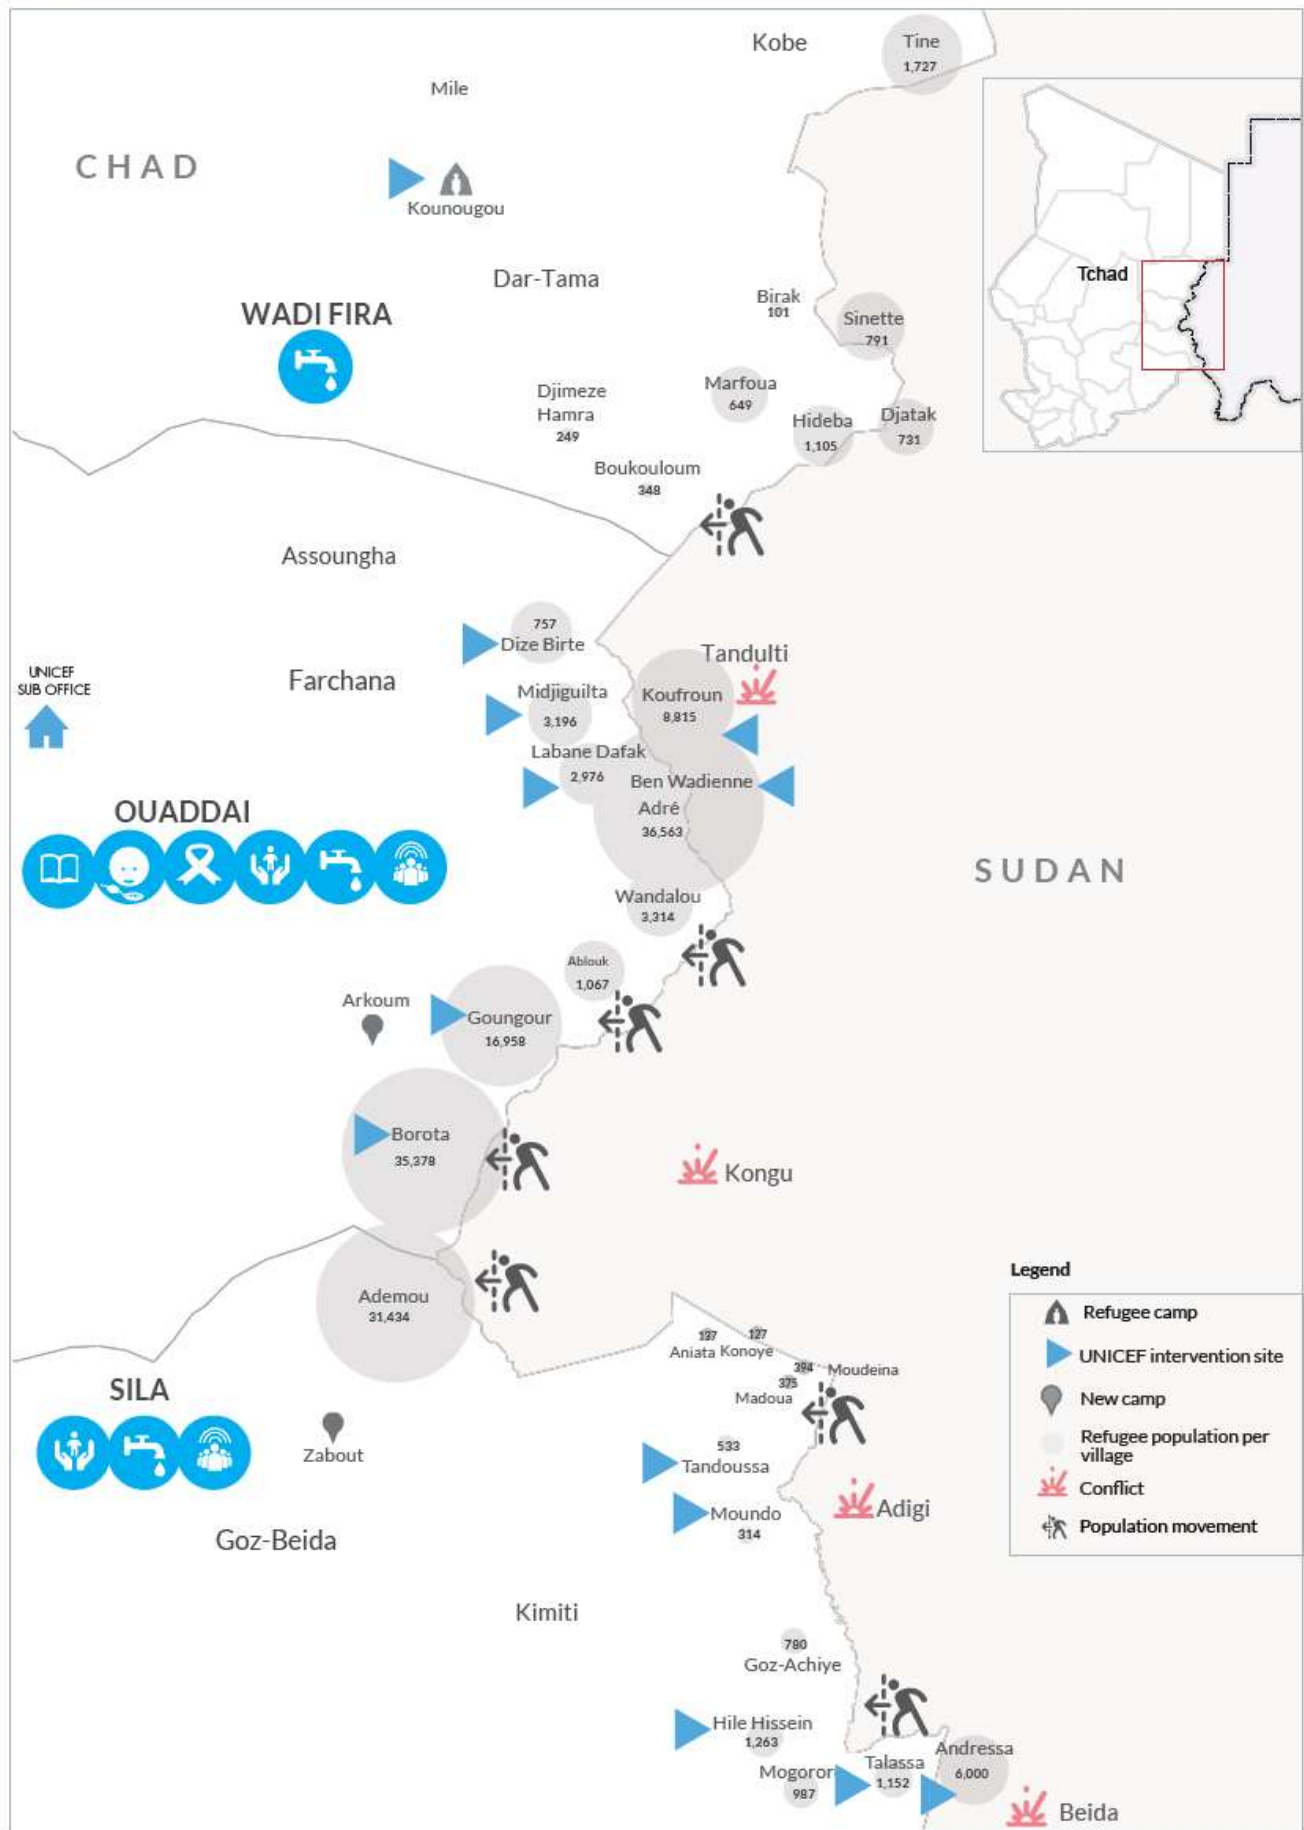 Kobe
Tine
1,727
Mile
CHAD
Kounougou
Tchad
Dar-Tama
Birak
101
WADI FIRA
Sinette
791
Djimeze
Hamra
249
Marfoua
649
Hideba
1,105
Djatak
731
Boukouloum
348
Assoungha
757
Dize Birte
Tandulti
UNICEF
SUB OFFICE
Farchana
Midjiguilta
3,196
Koufroun
8,815
Labane Dafak
2,976
Ben Wadienne
Adré
36,563
OUADDAI
SUDAN
Wandalou
3,314
Ablouk
1,067
Arkoum
Goungour
16,958
Borota
35,378
Kongu
Ademou
31,434
Legend
Refugee camp
UNICEF intervention site
New camp
Refugee population per
village
Conflict
Population movement
137
127
Aniata Konoye
394 Moudeina
375
Madoua
SILA
Zabout
533
Tandoussa
Moundo
314
Adigi
Goz-Beida
Kimiti
780
Goz-Achiye
Hile Hissein
1,263
Mogoror
987
Talassa
1,152
Andressa
6,000
Beida